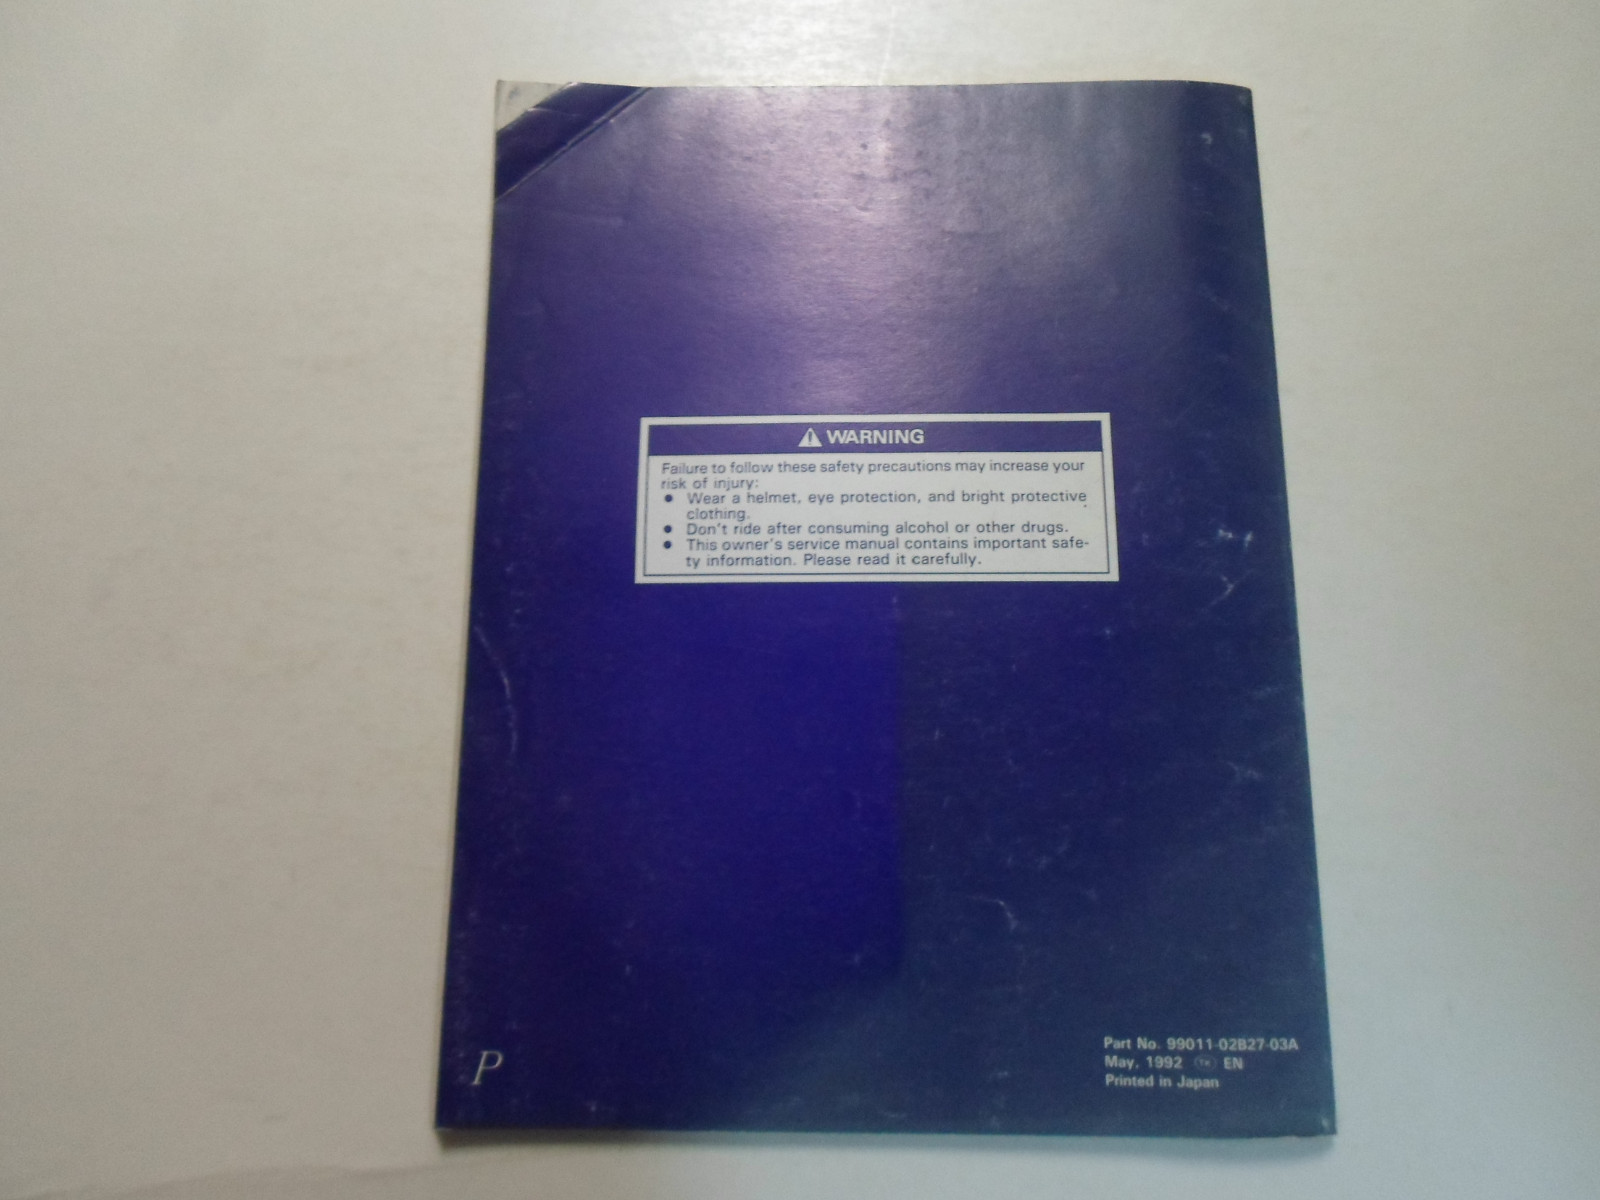 WARNING
Failure to follow these safety precautions may increase your
risk of injury:
● Wear a helmet, eye protection, and bright protective
clothing.
● Don't ride after consuming alcohol or other drugs.
● This owner's service manual contains important safe-
ty information. Please read it carefully.
P
Part No. 99011-02B27-03A
May, 1992 TK EN
Printed in Japan